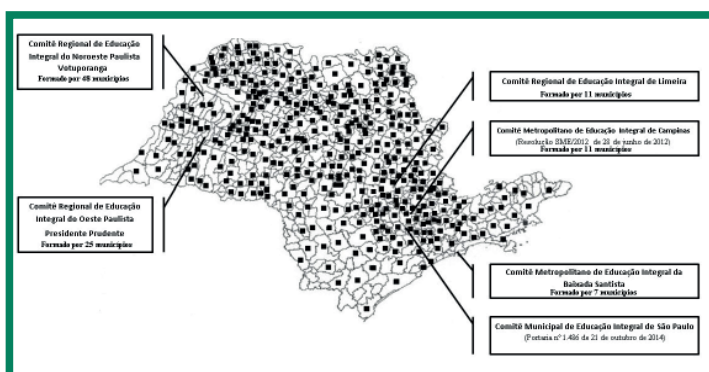 Comitê Regional de Educação
Integral do Noroeste Paulista
Votuporanga
Formado por 48 municípios
Comitê Regional de Educação
Integral do Oeste Paulista
Presidente Prudente
Formado por 25 municípios
Comitê Regional de Educação Integral de Limeira
Formado por 11 municípios
Comitê Metropolitano de Educação Integral de Campinas
(Resolução SME/2012 de 28 de junho de 2012)
Formado por 11 municípios
Comitê Metropolitano de Educação Integral da
Baixada Santista
Formado por 7 municípios
Comitê Municipal de Educação Integral de São Paulo
(Portaria nº 1.486 de 21 de outubro de 2014)